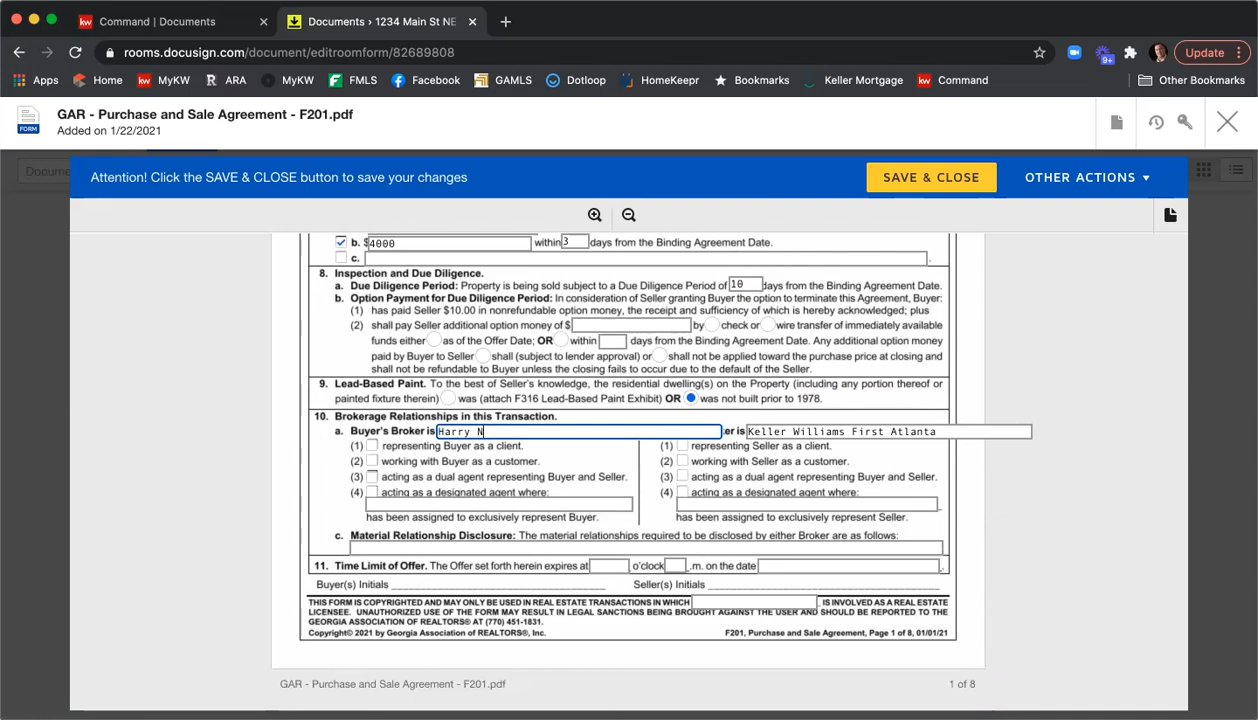 Command | Documents
Documents › 1234 Main St NE
rooms.docusign.com/document/editroomform/82689808
9+
Update
Apps
Home
kw MyKW
R ARA
MyKW
FMLS
Facebook
GAMLS
Dotloop
HomeKeepr
Bookmarks
Keller Mortgage
kw Command
Other Bookmarks
FORM
GAR - Purchase and Sale Agreement - F201.pdf
Added on 1/22/2021
Attention! Click the SAVE & CLOSE button to save your changes
SAVE & CLOSE
OTHER ACTIONS
b. $4000 within 3 days from the Binding Agreement Date.
c. .
8. Inspection and Due Diligence.
a. Due Diligence Period: Property is being sold subject to a Due Diligence Period of 10 days from the Binding Agreement Date.
b. Option Payment for Due Diligence Period: In consideration of Seller granting Buyer the option to terminate this Agreement, Buyer:
(1) has paid Seller $10.00 in nonrefundable option money, the receipt and sufficiency of which is hereby acknowledged; plus
(2) shall pay Seller additional option money of $ by check or wire transfer of immediately available
funds either as of the Offer Date; OR within days from the Binding Agreement Date. Any additional option money
paid by Buyer to Seller shall (subject to lender approval) or shall not be applied toward the purchase price at closing and
shall not be refundable to Buyer unless the closing fails to occur due to the default of the Seller.
9. Lead-Based Paint. To the best of Seller's knowledge, the residential dwelling(s) on the Property (including any portion thereof or
painted fixture therein) was (attach F316 Lead-Based Paint Exhibit) OR was not built prior to 1978.
10. Brokerage Relationships in this Transaction.
a. Buyer's Broker is Harry N ker is Keller Williams First Atlanta
(1) representing Buyer as a client. (1) representing Seller as a client.
(2) working with Buyer as a customer. (2) working with Seller as a customer.
(3) acting as a dual agent representing Buyer and Seller. (3) acting as a dual agent representing Buyer and Seller.
(4) acting as a designated agent where: (4) acting as a designated agent where:
has been assigned to exclusively represent Buyer. has been assigned to exclusively represent Seller.
c. Material Relationship Disclosure: The material relationships required to be disclosed by either Broker are as follows:
11. Time Limit of Offer. The Offer set forth herein expires at o'clock .m. on the date .
Buyer(s) Initials Seller(s) Initials
THIS FORM IS COPYRIGHTED AND MAY ONLY BE USED IN REAL ESTATE TRANSACTIONS IN WHICH IS INVOLVED AS A REAL ESTATE
LICENSEE. UNAUTHORIZED USE OF THE FORM MAY RESULT IN LEGAL SANCTIONS BEING BROUGHT AGAINST THE USER AND SHOULD BE REPORTED TO THE
GEORGIA ASSOCIATION OF REALTORS® AT (770) 451-1831.
Copyright© 2021 by Georgia Association of REALTORS®, Inc. F201, Purchase and Sale Agreement, Page 1 of 8, 01/01/21
GAR - Purchase and Sale Agreement - F201.pdf 1 of 8